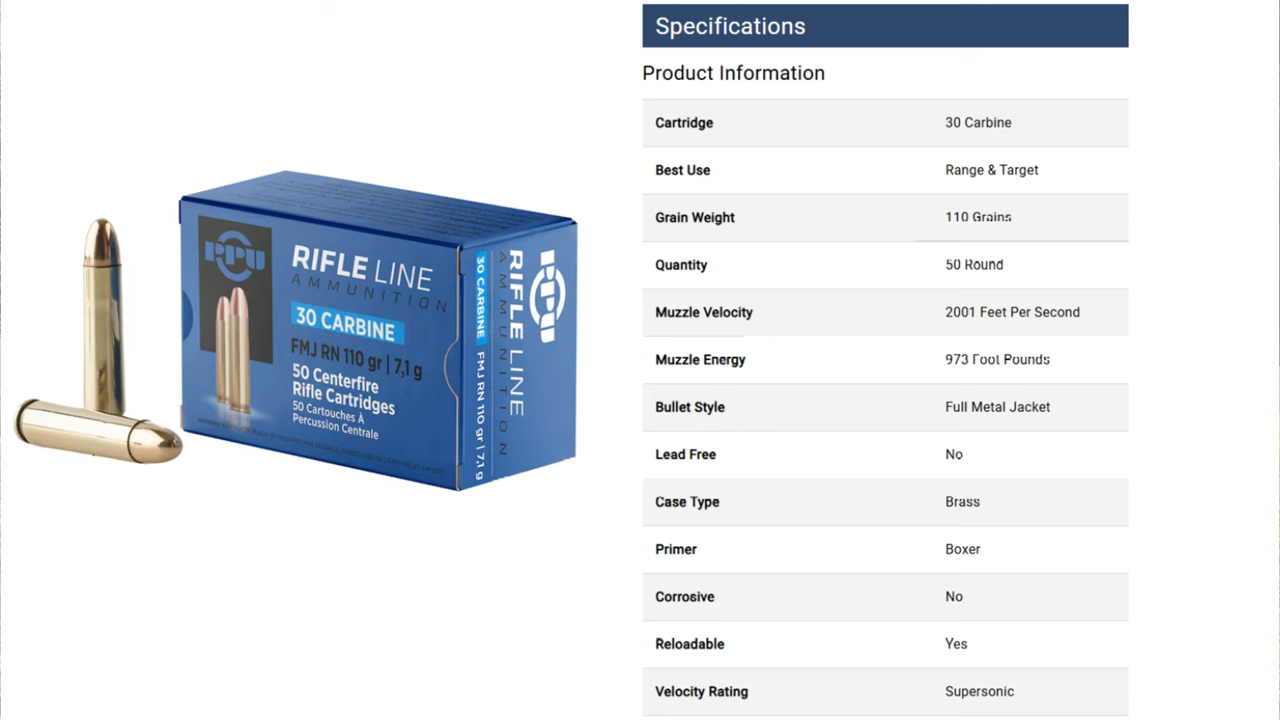 Specifications
Product Information
Cartridge 30 Carbine
Best Use Range & Target
Grain Weight 110 Grains
Quantity 50 Round
Muzzle Velocity 2001 Feet Per Second
Muzzle Energy 973 Foot Pounds
Bullet Style Full Metal Jacket
Lead Free No
Case Type Brass
Primer Boxer
Corrosive No
Reloadable Yes
Velocity Rating Supersonic
PPU
RIFLE LINE
AMMUNITION
30 CARBINE
FMJ RN 110 gr | 7,1 g
50 Centerfire
Rifle Cartridges
50 Cartouches À
Percussion Centrale
PPU
RIFLE LINE
AMMUNITION
30 CARBINE FMJ RN 110 gr | 7,1 g